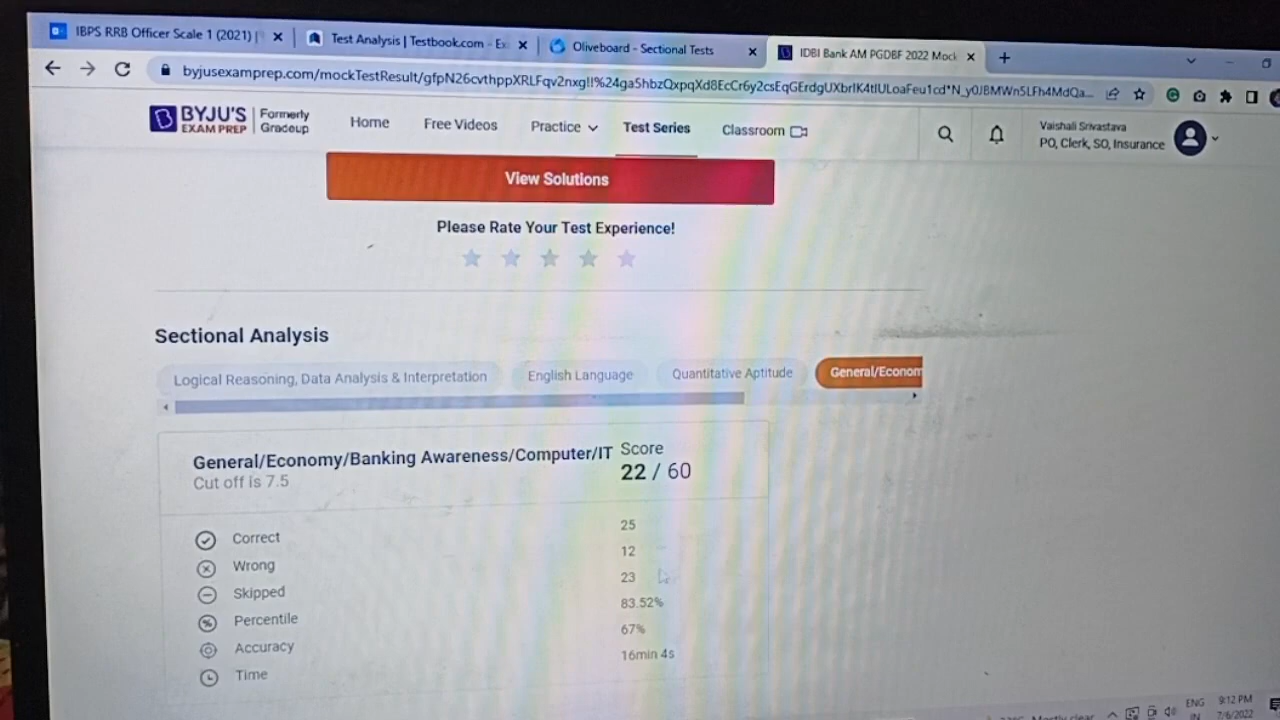 IBPS RRB Officer Scale 1 (2021) |
Test Analysis | Testbook.com - Ex
Oliveboard - Sectional Tests
IDBI Bank AM PGDBF 2022 Mock
BYJU'S
EXAM PREP
Formerly
Gradeup
Home
Free Videos
Practice
Test Series
Classroom
Vaishali Srivastava
PO, Clerk, SO, Insurance
View Solutions
Please Rate Your Test Experience!
Sectional Analysis
Logical Reasoning, Data Analysis & Interpretation
English Language
Quantitative Aptitude
General/Econom
General/Economy/Banking Awareness/Computer/IT
Cut off is 7.5
Score
22 / 60
Correct 25
Wrong 12
Skipped 23
Percentile 83.52%
Accuracy 67%
Time 16min 4s
Mostly clear
ENG
IN
9:12 PM
7/6/2022